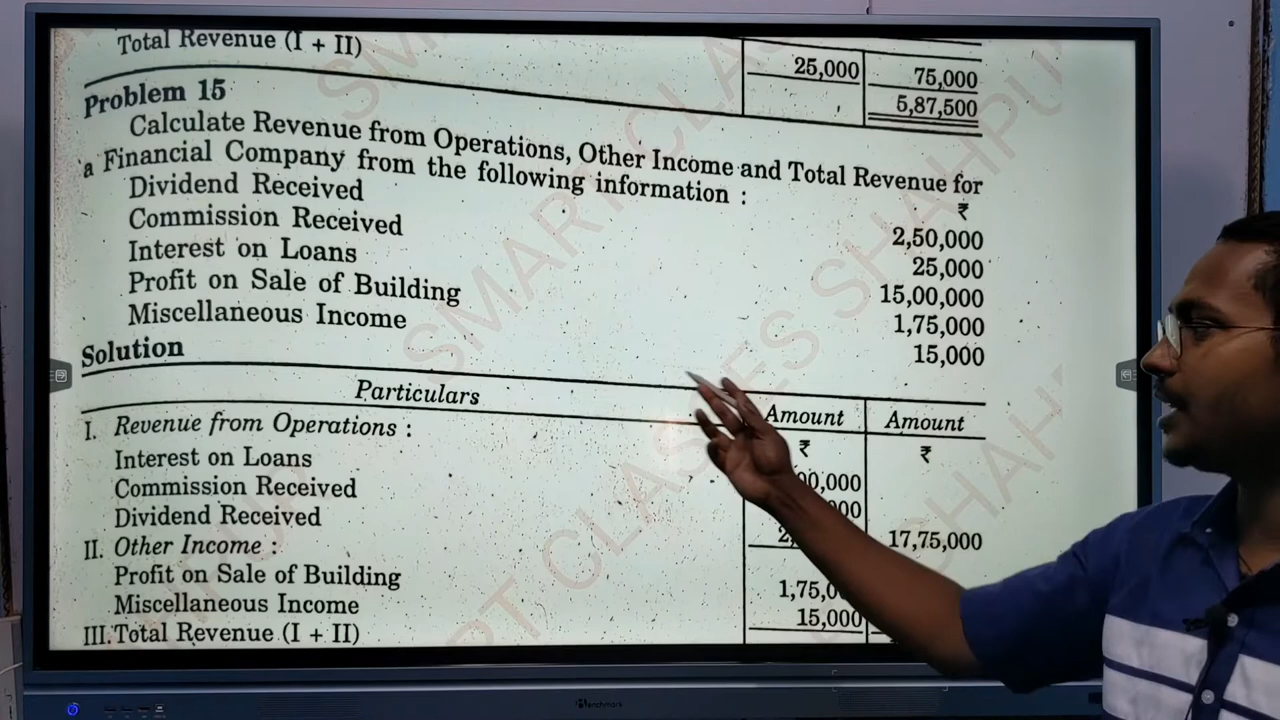 Total Revenue (I + II)
25,000 75,000
5,87,500
Problem 15
Calculate Revenue from Operations, Other Income and Total Revenue for
a Financial Company from the following information :
₹
Dividend Received 2,50,000
Commission Received 25,000
Interest on Loans 15,00,000
Profit on Sale of Building 1,75,000
Miscellaneous Income 15,000
Solution
Particulars Amount Amount
₹ ₹
I. Revenue from Operations :
Interest on Loans
Commission Received
Dividend Received 17,75,000
II. Other Income :
Profit on Sale of Building
Miscellaneous Income 15,000
III. Total Revenue (I + II)
SMART CLASSES SHAHPUR
Benchmark